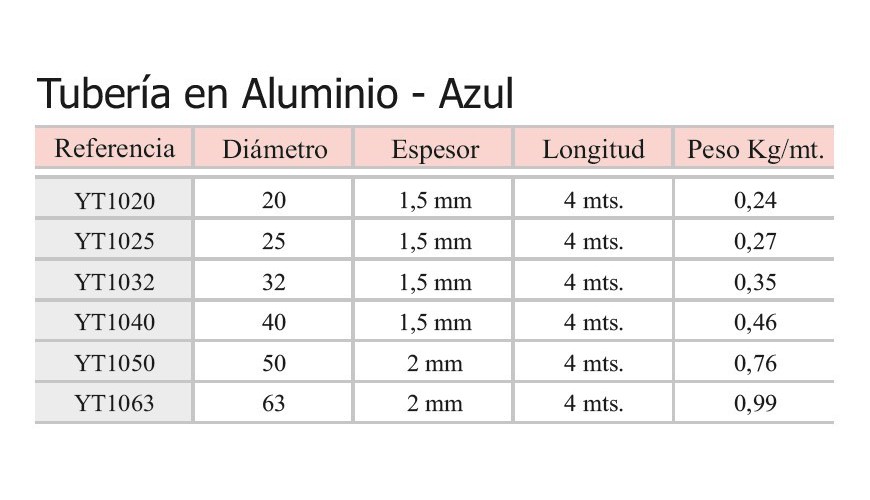 Tubería en Aluminio - Azul
Referencia Diámetro Espesor Longitud Peso Kg/mt.
YT1020 20 1,5 mm 4 mts. 0,24
YT1025 25 1,5 mm 4 mts. 0,27
YT1032 32 1,5 mm 4 mts. 0,35
YT1040 40 1,5 mm 4 mts. 0,46
YT1050 50 2 mm 4 mts. 0,76
YT1063 63 2 mm 4 mts. 0,99